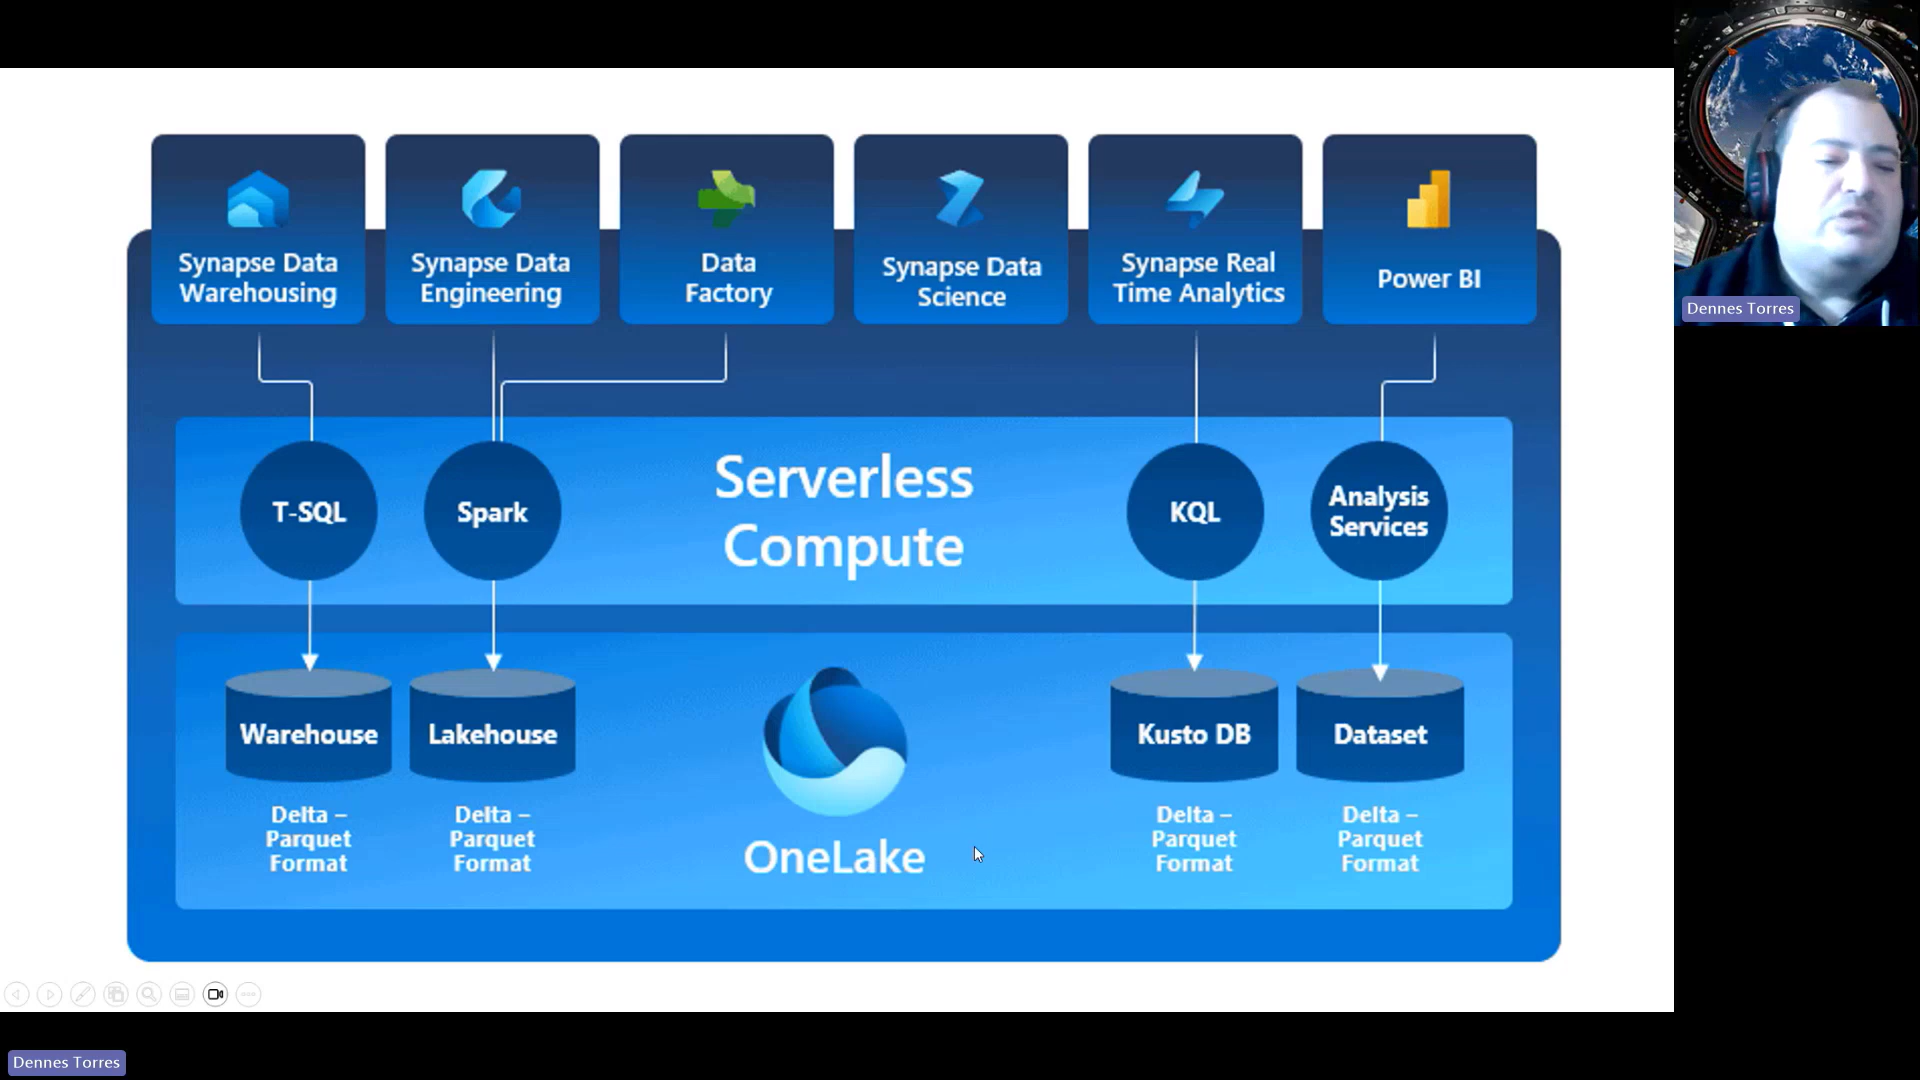 Synapse Data
Warehousing
Synapse Data
Engineering
Data
Factory
Synapse Data
Science
Synapse Real
Time Analytics
Power BI
T-SQL
Spark
Serverless
Compute
KQL
Analysis
Services
Warehouse
Lakehouse
Kusto DB
Dataset
Delta –
Parquet
Format
Delta –
Parquet
Format
OneLake
Delta –
Parquet
Format
Delta –
Parquet
Format
Dennes Torres
Dennes Torres